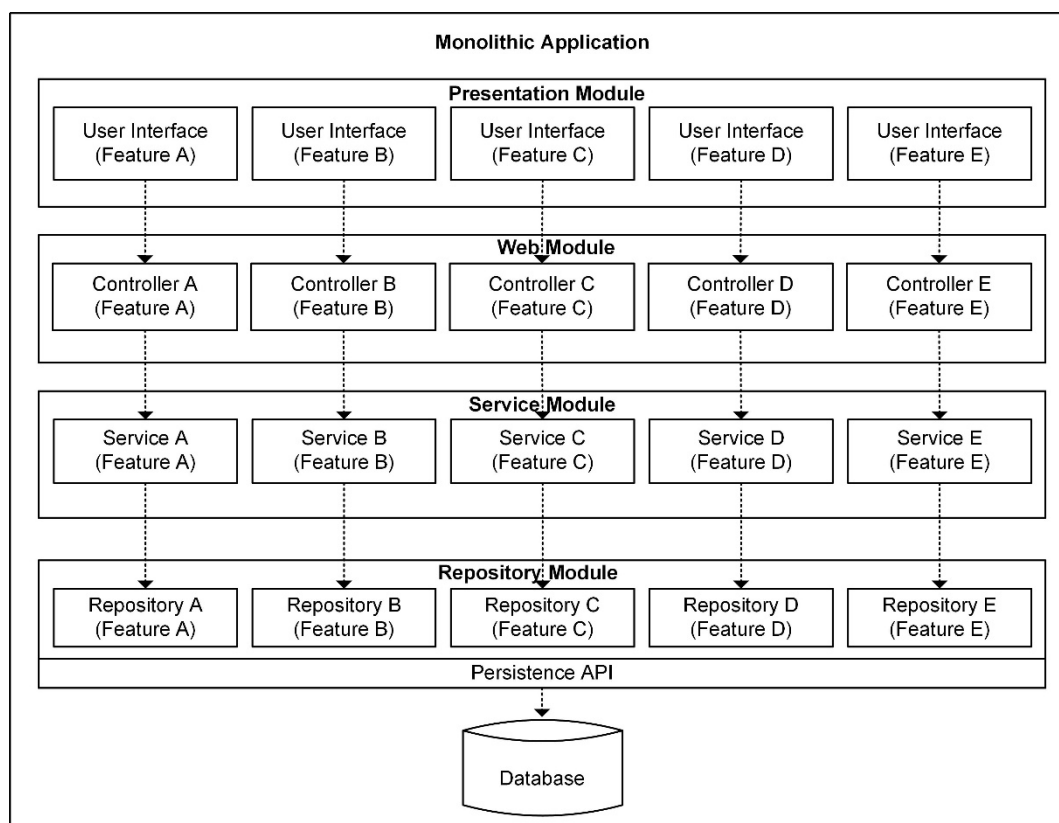 Monolithic Application
Presentation Module
User Interface
(Feature A)
User Interface
(Feature B)
User Interface
(Feature C)
User Interface
(Feature D)
User Interface
(Feature E)
Web Module
Controller A
(Feature A)
Controller B
(Feature B)
Controller C
(Feature C)
Controller D
(Feature D)
Controller E
(Feature E)
Service Module
Service A
(Feature A)
Service B
(Feature B)
Service C
(Feature C)
Service D
(Feature D)
Service E
(Feature E)
Repository Module
Repository A
(Feature A)
Repository B
(Feature B)
Repository C
(Feature C)
Repository D
(Feature D)
Repository E
(Feature E)
Persistence API
Database